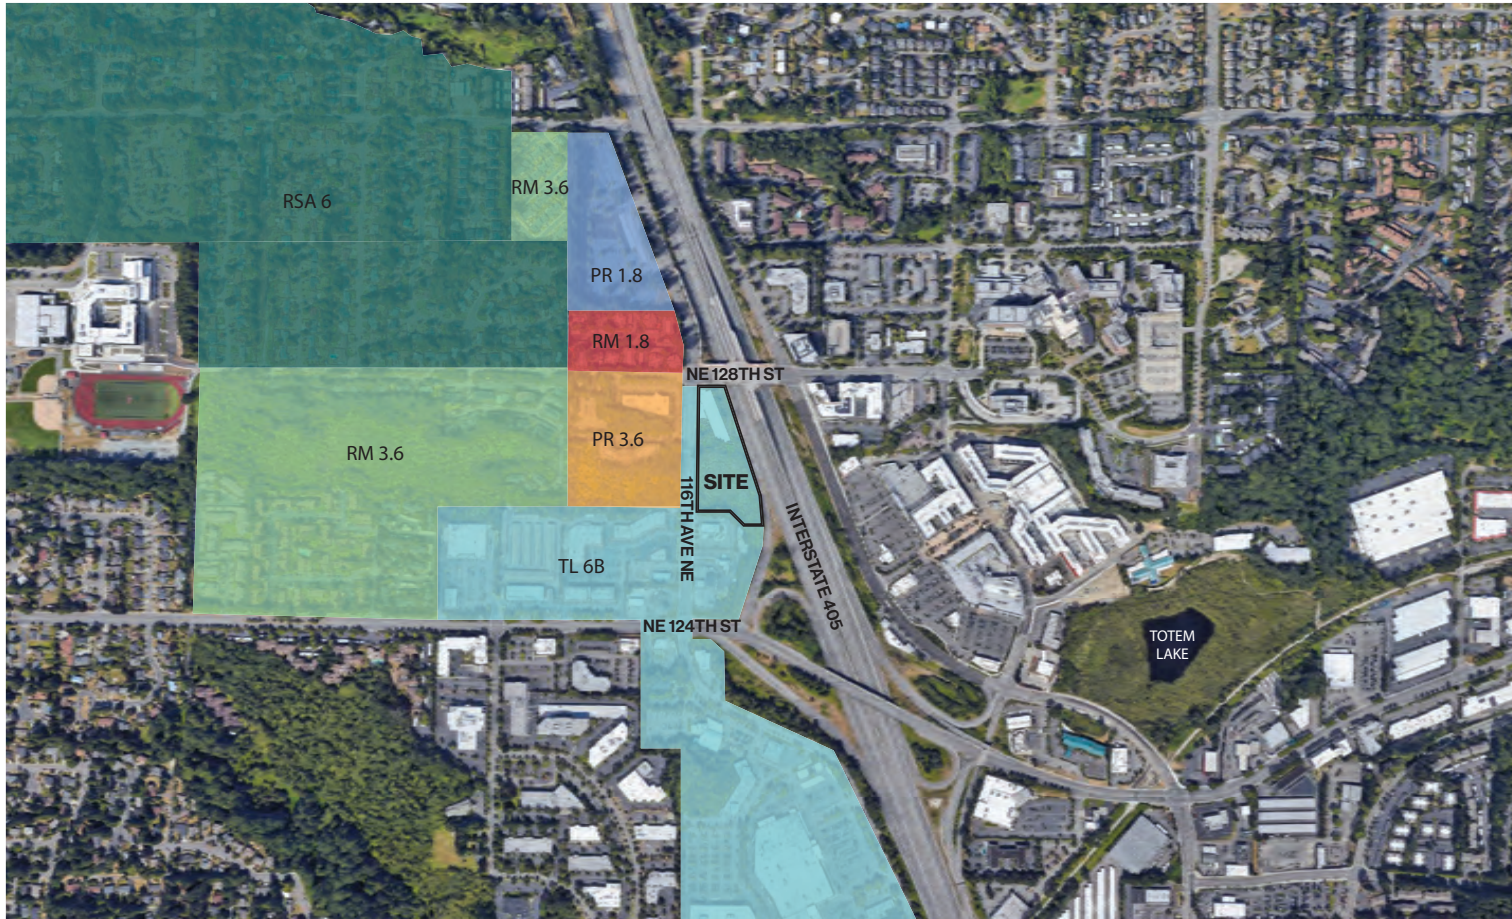 RM 3.6
RSA 6
PR 1.8
RM 1.8
NE 128TH ST
PR 3.6
RM 3.6
SITE
116TH AVE NE
INTERSTATE 405
TL 6B
NE 124TH ST
TOTEM
LAKE